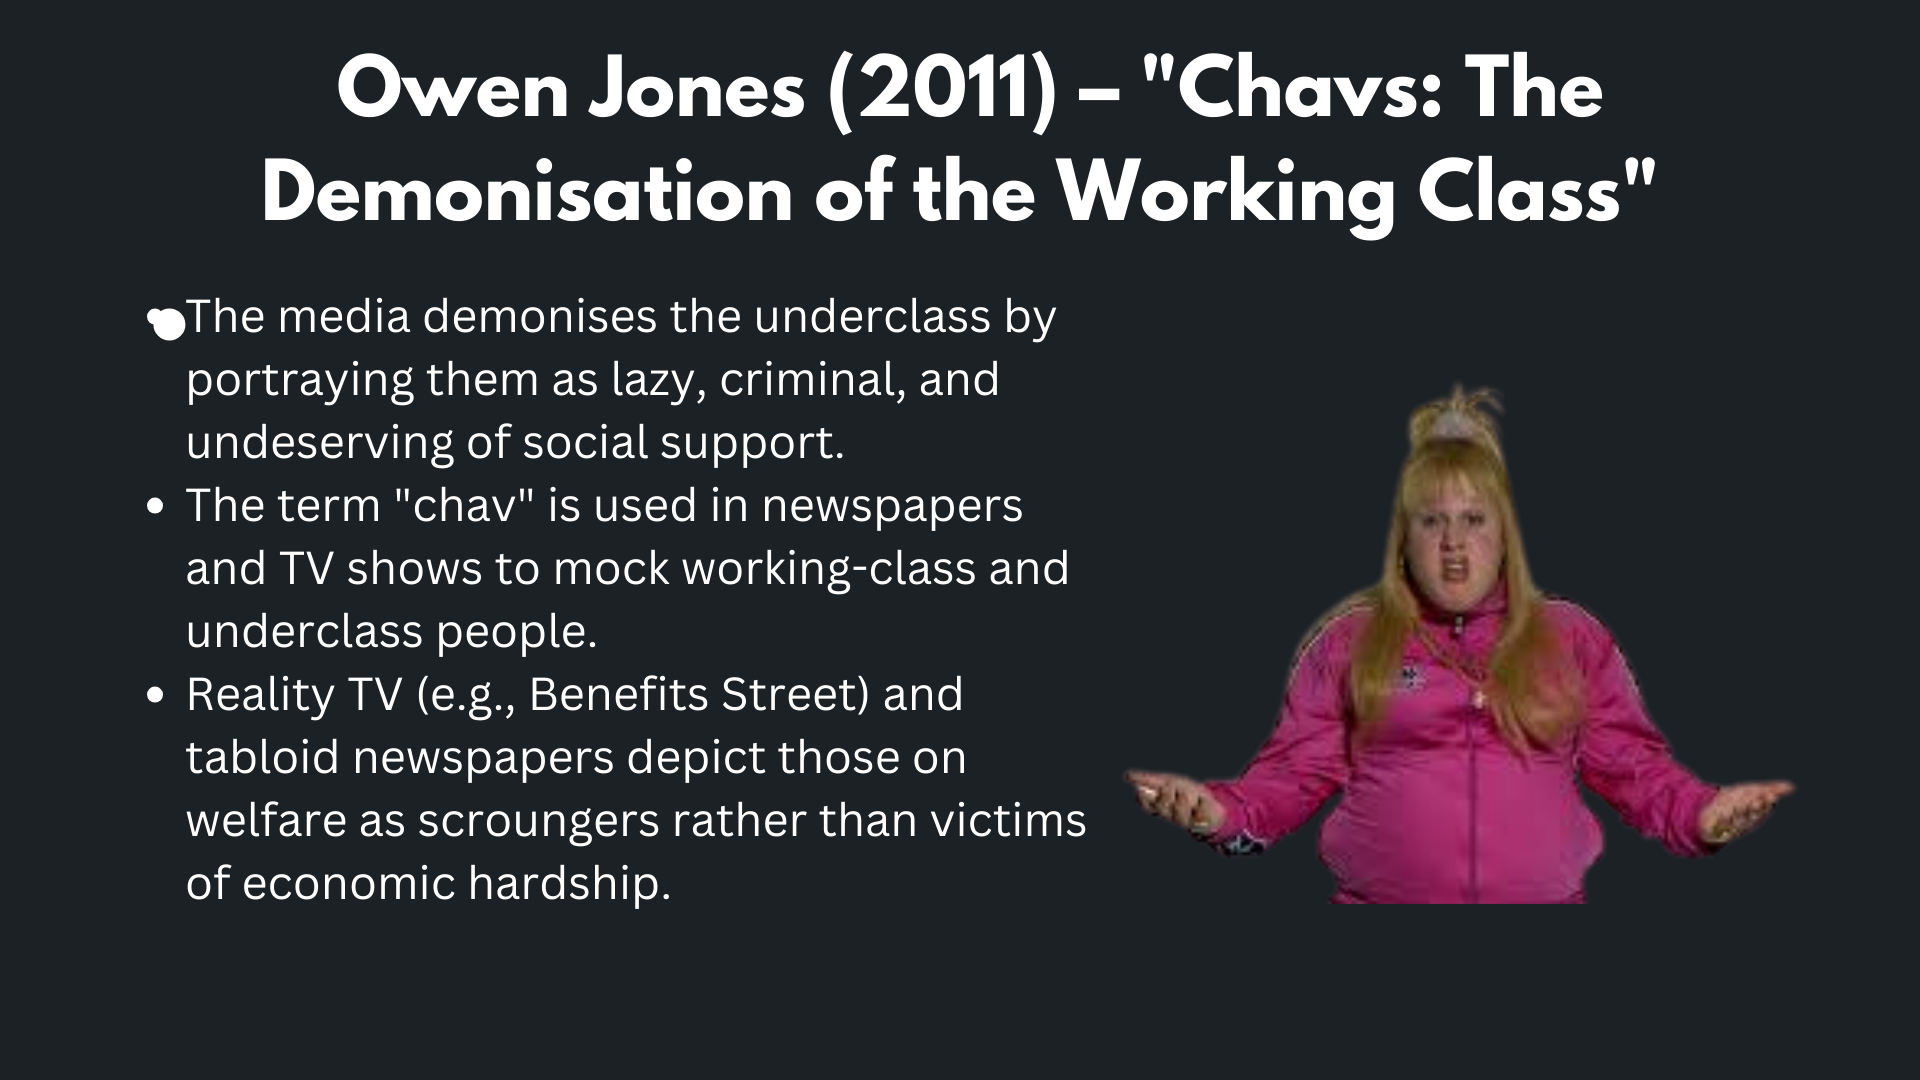 Owen Jones (2011) – "Chavs: The
Demonisation of the Working Class"
• The media demonises the underclass by
portraying them as lazy, criminal, and
undeserving of social support.
• The term "chav" is used in newspapers
and TV shows to mock working-class and
underclass people.
• Reality TV (e.g., Benefits Street) and
tabloid newspapers depict those on
welfare as scroungers rather than victims
of economic hardship.